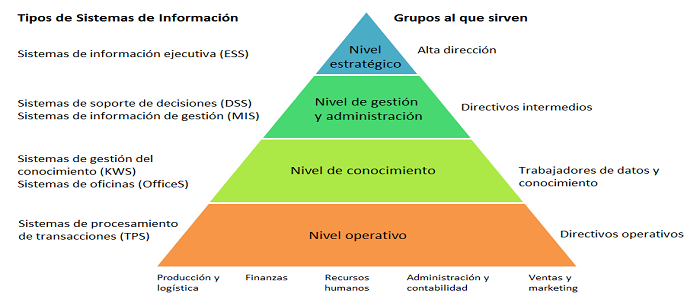 Tipos de Sistemas de Información
Grupos al que sirven
Sistemas de información ejecutiva (ESS)
Nivel
estratégico
Alta dirección
Sistemas de soporte de decisiones (DSS)
Sistemas de información de gestión (MIS)
Nivel de gestión
y administración
Directivos intermedios
Sistemas de gestión del
conocimiento (KWS)
Sistemas de oficinas (OfficeS)
Nivel de conocimiento
Trabajadores de datos y
conocimiento
Sistemas de procesamiento
de transacciones (TPS)
Nivel operativo
Directivos operativos
Producción y
logística
Finanzas
Recursos
humanos
Administración y
contabilidad
Ventas y
marketing